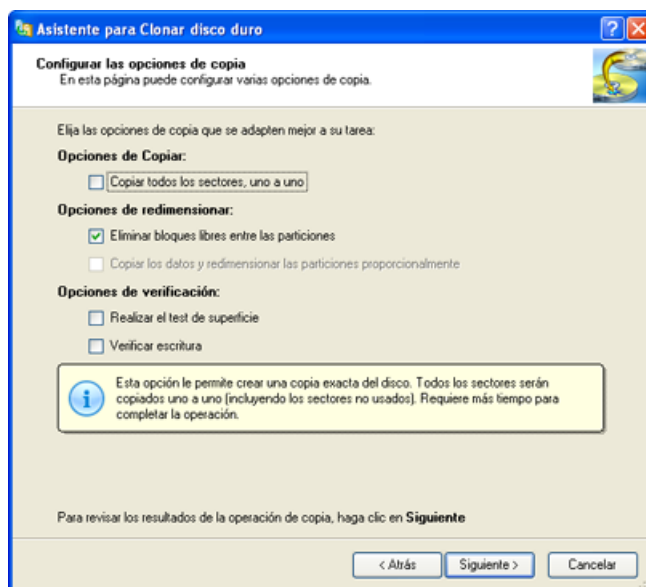 Asistente para Clonar disco duro
Configurar las opciones de copia
En esta página puede configurar varias opciones de copia.
Elija las opciones de copia que se adapten mejor a su tarea:
Opciones de Copiar:
Copiar todos los sectores, uno a uno
Opciones de redimensionar:
Eliminar bloques libres entre las particiones
Copiar los datos y redimensionar las particiones proporcionalmente
Opciones de verificación:
Realizar el test de superficie
Verificar escritura
Esta opción le permite crear una copia exacta del disco. Todos los sectores serán
copiados uno a uno (incluyendo los sectores no usados). Requiere más tiempo para
completar la operación.
Para revisar los resultados de la operación de copia, haga clic en Siguiente
< Atrás
Siguiente >
Cancelar